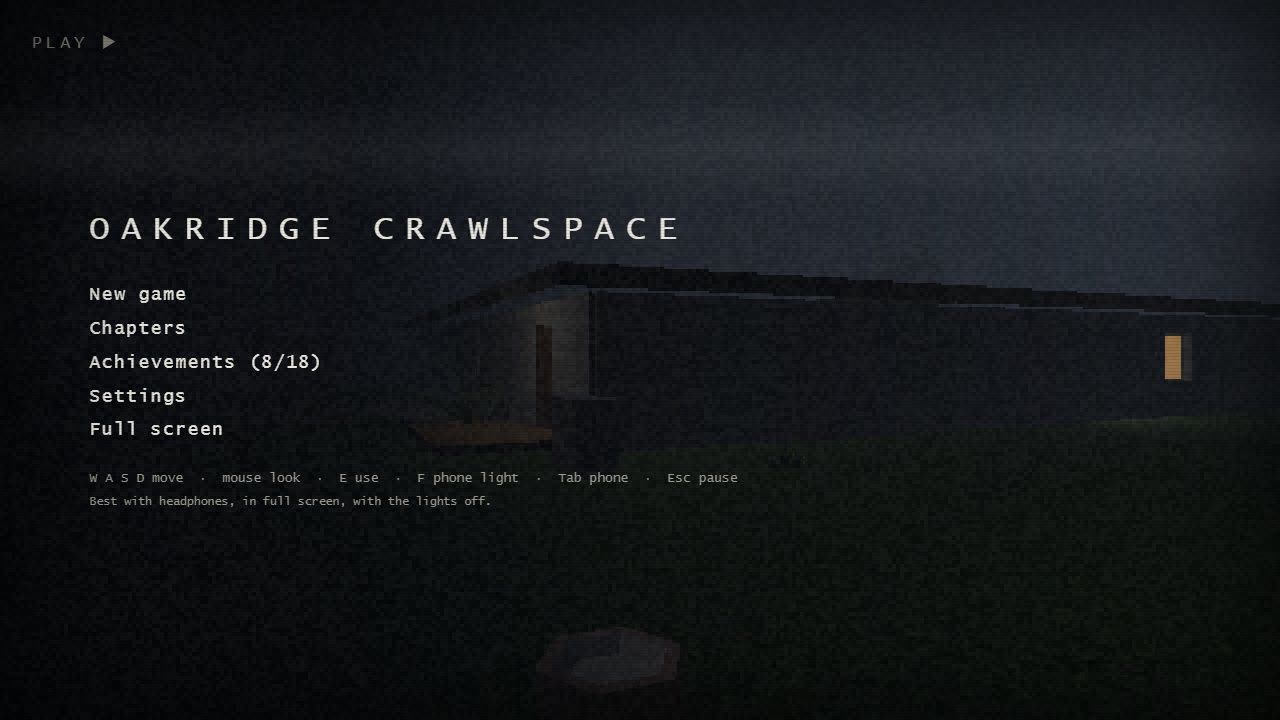 PLAY ▶
OAKRIDGE CRAWLSPACE
New game
Chapters
Achievements (8/18)
Settings
Full screen
W A S D move · mouse look · E use · F phone light · Tab phone · Esc pause
Best with headphones, in full screen, with the lights off.